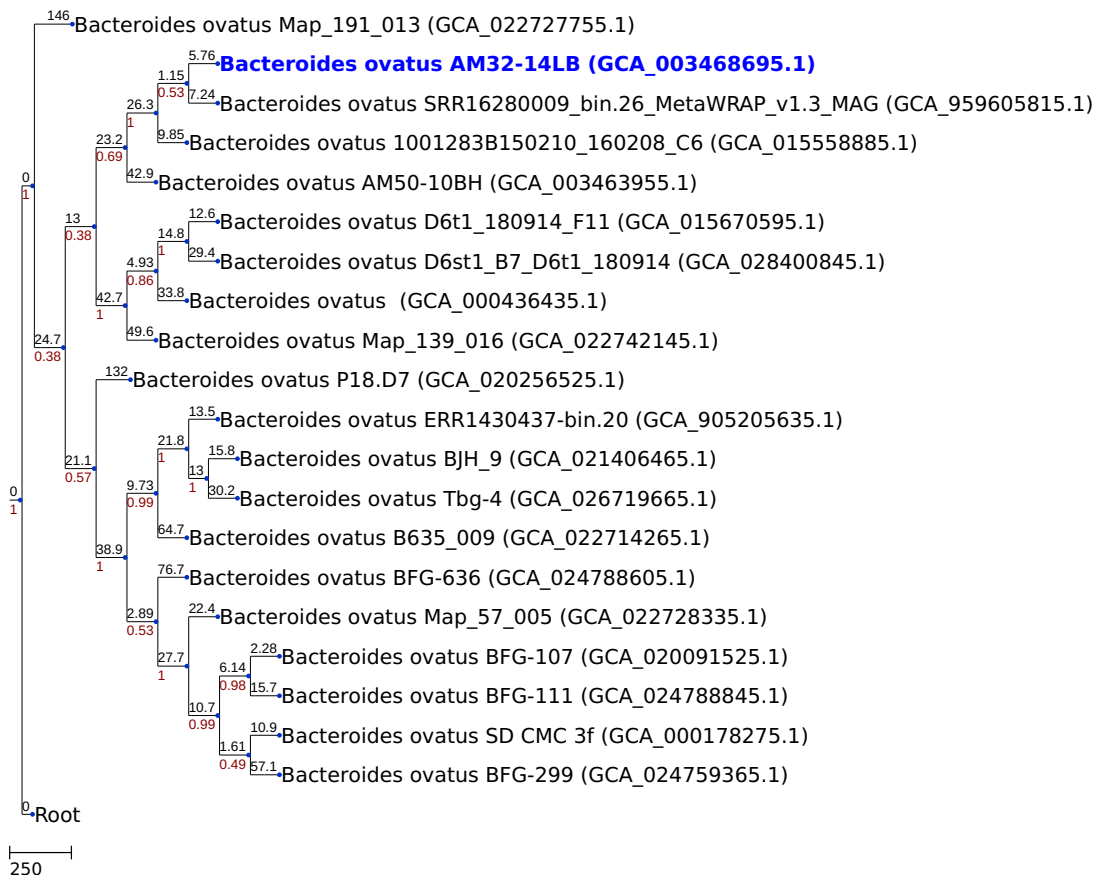 146 Bacteroides ovatus Map_191_013 (GCA_022727755.1)
5.76 Bacteroides ovatus AM32-14LB (GCA_003468695.1)
1.15
0.53
7.24 Bacteroides ovatus SRR16280009_bin.26_MetaWRAP_v1.3_MAG (GCA_959605815.1)
26.3
1
9.85 Bacteroides ovatus 1001283B150210_160208_C6 (GCA_015558885.1)
23.2
0.69
42.9 Bacteroides ovatus AM50-10BH (GCA_003463955.1)
0
1
13
0.38
12.6 Bacteroides ovatus D6t1_180914_F11 (GCA_015670595.1)
14.8
1
29.4 Bacteroides ovatus D6st1_B7_D6t1_180914 (GCA_028400845.1)
4.93
0.86
33.8 Bacteroides ovatus  (GCA_000436435.1)
42.7
1
49.6 Bacteroides ovatus Map_139_016 (GCA_022742145.1)
24.7
0.38
132 Bacteroides ovatus P18.D7 (GCA_020256525.1)
13.5 Bacteroides ovatus ERR1430437-bin.20 (GCA_905205635.1)
21.8
1
15.8 Bacteroides ovatus BJH_9 (GCA_021406465.1)
13
1
30.2 Bacteroides ovatus Tbg-4 (GCA_026719665.1)
21.1
0.57
9.73
0.99
64.7 Bacteroides ovatus B635_009 (GCA_022714265.1)
0
1
38.9
1
76.7 Bacteroides ovatus BFG-636 (GCA_024788605.1)
2.89
0.53
22.4 Bacteroides ovatus Map_57_005 (GCA_022728335.1)
27.7
1
2.28 Bacteroides ovatus BFG-107 (GCA_020091525.1)
6.14
0.98
15.7 Bacteroides ovatus BFG-111 (GCA_024788845.1)
10.7
0.99
10.9 Bacteroides ovatus SD CMC 3f (GCA_000178275.1)
1.61
0.49
57.1 Bacteroides ovatus BFG-299 (GCA_024759365.1)
0 Root
250